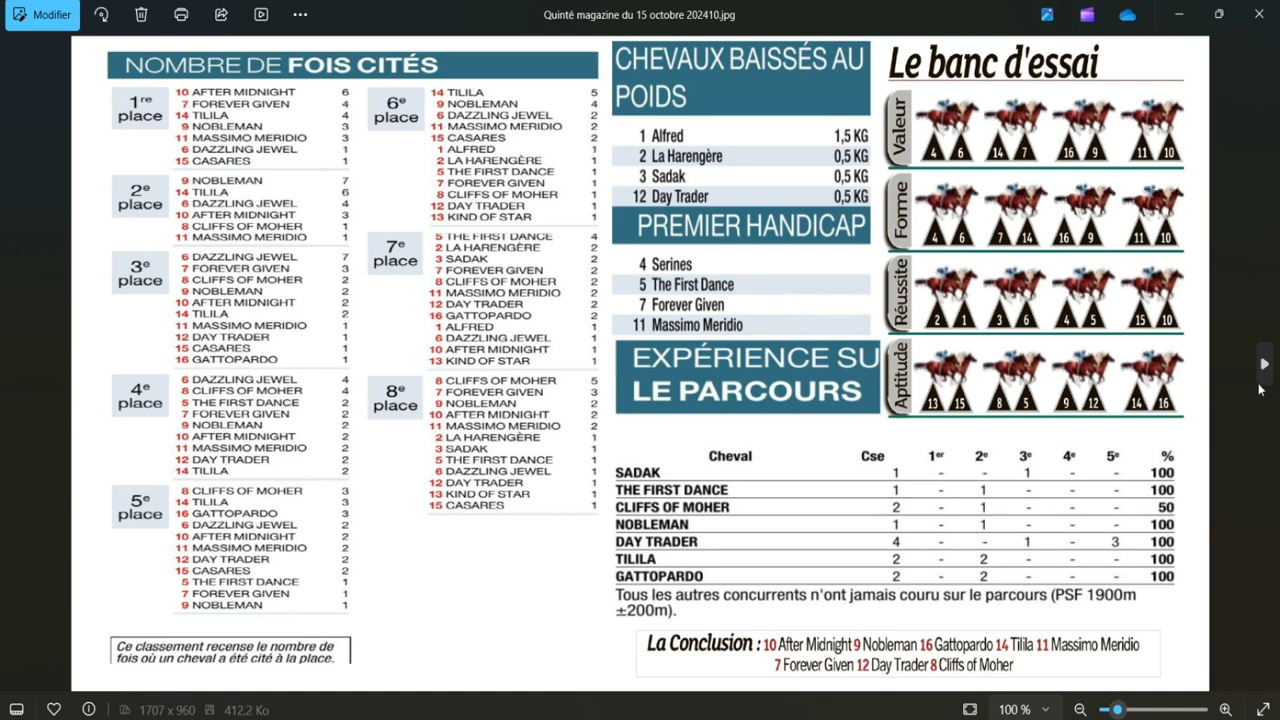 Modifier
Quinté magazine du 15 octobre 202410.jpg
NOMBRE DE FOIS CITÉS
1re place
10 AFTER MIDNIGHT 6
7 FOREVER GIVEN 4
14 TILILA 4
9 NOBLEMAN 3
11 MASSIMO MERIDIO 3
6 DAZZLING JEWEL 1
15 CASARES 1
2e place
9 NOBLEMAN 7
14 TILILA 6
6 DAZZLING JEWEL 4
10 AFTER MIDNIGHT 3
8 CLIFFS OF MOHER 1
11 MASSIMO MERIDIO 1
3e place
6 DAZZLING JEWEL 7
7 FOREVER GIVEN 3
8 CLIFFS OF MOHER 2
9 NOBLEMAN 2
10 AFTER MIDNIGHT 2
14 TILILA 2
11 MASSIMO MERIDIO 1
12 DAY TRADER 1
15 CASARES 1
16 GATTOPARDO 1
4e place
6 DAZZLING JEWEL 4
8 CLIFFS OF MOHER 4
5 THE FIRST DANCE 2
7 FOREVER GIVEN 2
9 NOBLEMAN 2
10 AFTER MIDNIGHT 2
11 MASSIMO MERIDIO 2
12 DAY TRADER 2
14 TILILA 2
5e place
8 CLIFFS OF MOHER 3
14 TILILA 3
16 GATTOPARDO 3
6 DAZZLING JEWEL 2
10 AFTER MIDNIGHT 2
11 MASSIMO MERIDIO 2
12 DAY TRADER 2
15 CASARES 2
5 THE FIRST DANCE 1
7 FOREVER GIVEN 1
9 NOBLEMAN 1
Ce classement recense le nombre de
fois où un cheval a été cité à la place.
6e place
14 TILILA 5
9 NOBLEMAN 4
6 DAZZLING JEWEL 2
11 MASSIMO MERIDIO 2
15 CASARES 2
1 ALFRED 1
2 LA HARENGÈRE 1
5 THE FIRST DANCE 1
7 FOREVER GIVEN 1
8 CLIFFS OF MOHER 1
12 DAY TRADER 1
13 KIND OF STAR 1
7e place
5 THE FIRST DANCE 4
2 LA HARENGÈRE 2
3 SADAK 2
7 FOREVER GIVEN 2
8 CLIFFS OF MOHER 2
11 MASSIMO MERIDIO 2
12 DAY TRADER 2
16 GATTOPARDO 2
1 ALFRED 1
6 DAZZLING JEWEL 1
10 AFTER MIDNIGHT 1
13 KIND OF STAR 1
8e place
8 CLIFFS OF MOHER 5
7 FOREVER GIVEN 3
9 NOBLEMAN 2
10 AFTER MIDNIGHT 2
11 MASSIMO MERIDIO 2
2 LA HARENGÈRE 1
3 SADAK 1
5 THE FIRST DANCE 1
6 DAZZLING JEWEL 1
12 DAY TRADER 1
13 KIND OF STAR 1
15 CASARES 1
CHEVAUX BAISSÉS AU
POIDS
1 Alfred 1,5 KG
2 La Harengère 0,5 KG
3 Sadak 0,5 KG
12 Day Trader 0,5 KG
PREMIER HANDICAP
4 Serines
5 The First Dance
7 Forever Given
11 Massimo Meridio
EXPÉRIENCE SU
LE PARCOURS
Le banc d'essai
Valeur 4 6 14 7 16 9 11 10
Forme 4 6 7 14 16 9 11 10
Réussite 2 1 3 6 4 5 15 10
Aptitude 13 15 8 5 9 12 14 16
Cheval Cse 1er 2e 3e 4e 5e %
SADAK 1 - - 1 - - 100
THE FIRST DANCE 1 - 1 - - - 100
CLIFFS OF MOHER 2 - 1 - - - 50
NOBLEMAN 1 - 1 - - - 100
DAY TRADER 4 - - 1 - 3 100
TILILA 2 - 2 - - - 100
GATTOPARDO 2 - 2 - - - 100
Tous les autres concurrents n'ont jamais couru sur le parcours (PSF 1900m
±200m).
La Conclusion : 10 After Midnight 9 Nobleman 16 Gattopardo 14 Tilila 11 Massimo Meridio
7 Forever Given 12 Day Trader 8 Cliffs of Moher
1707 x 960 412.2 Ko
100 %